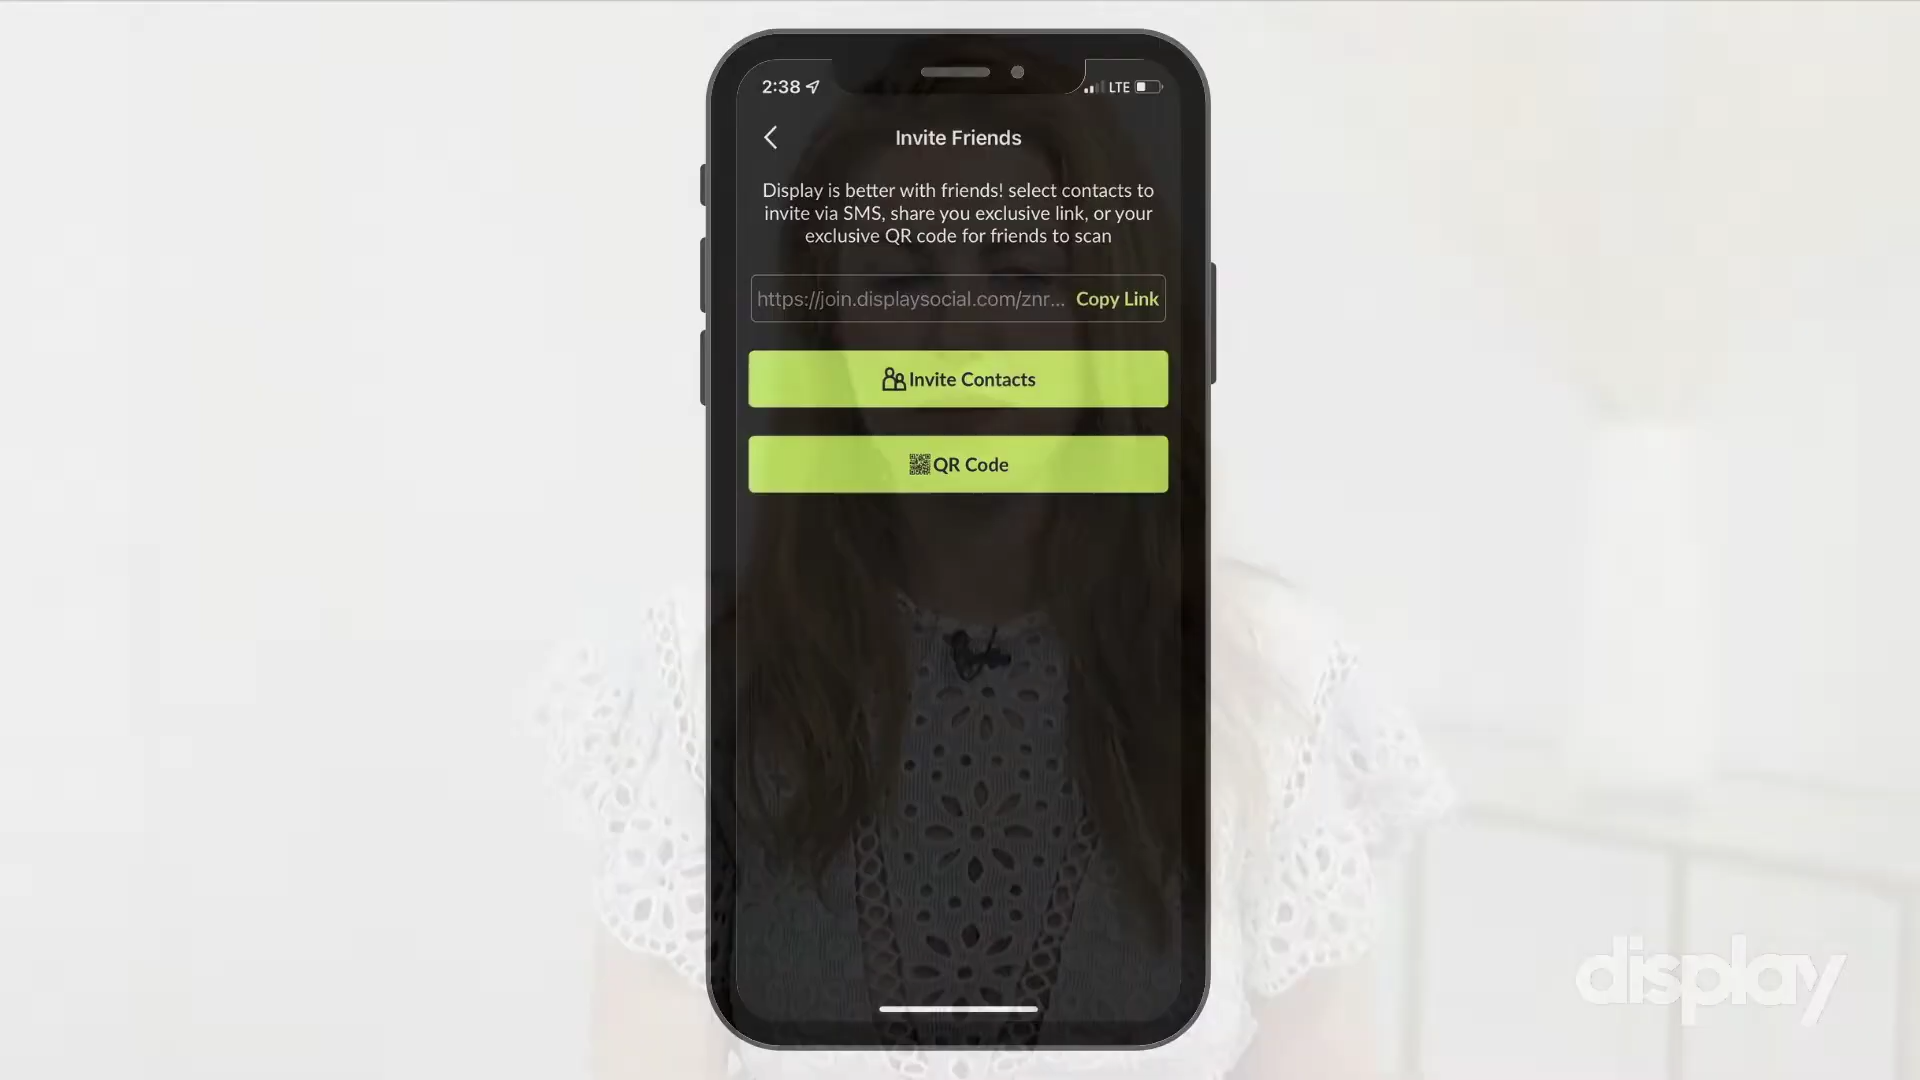 2:38
LTE
Invite Friends
Display is better with friends! select contacts to
invite via SMS, share you exclusive link, or your
exclusive QR code for friends to scan
https://join.displaysocial.com/znr... Copy Link
Invite Contacts
QR Code
display